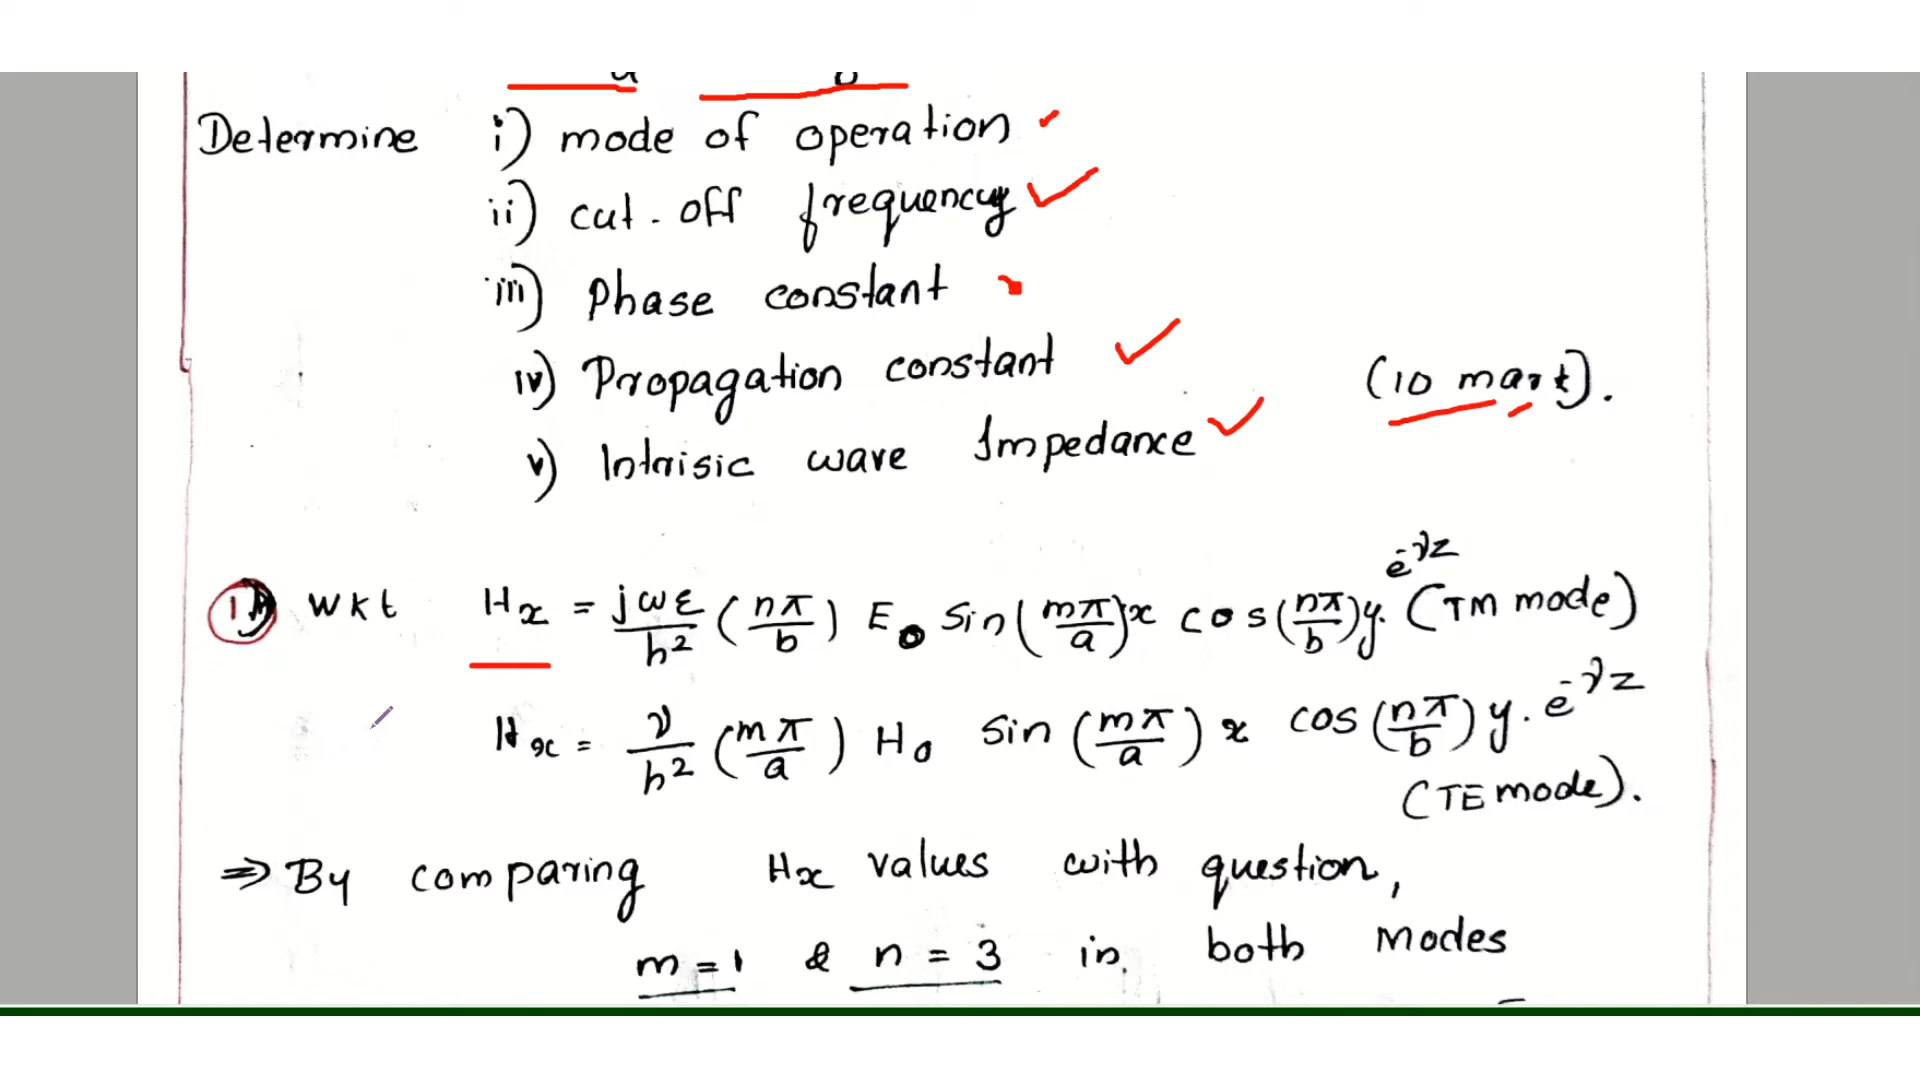 Determine i) mode of operation
ii) cut-off frequency
iii) Phase constant
iv) Propagation constant
(10 mark).
v) Intrisic wave Impedance
1) WKT Hx = jωε/h² (nπ/b) E₀ sin(mπ/a)x cos(nπ/b)y. e^-γz (TM mode)
Hx = γ/h² (mπ/a) H₀ sin(mπ/a)x cos(nπ/b)y. e^-γz
(TE mode).
⇒ By comparing Hx values with question,
m = 1 & n = 3 in both modes